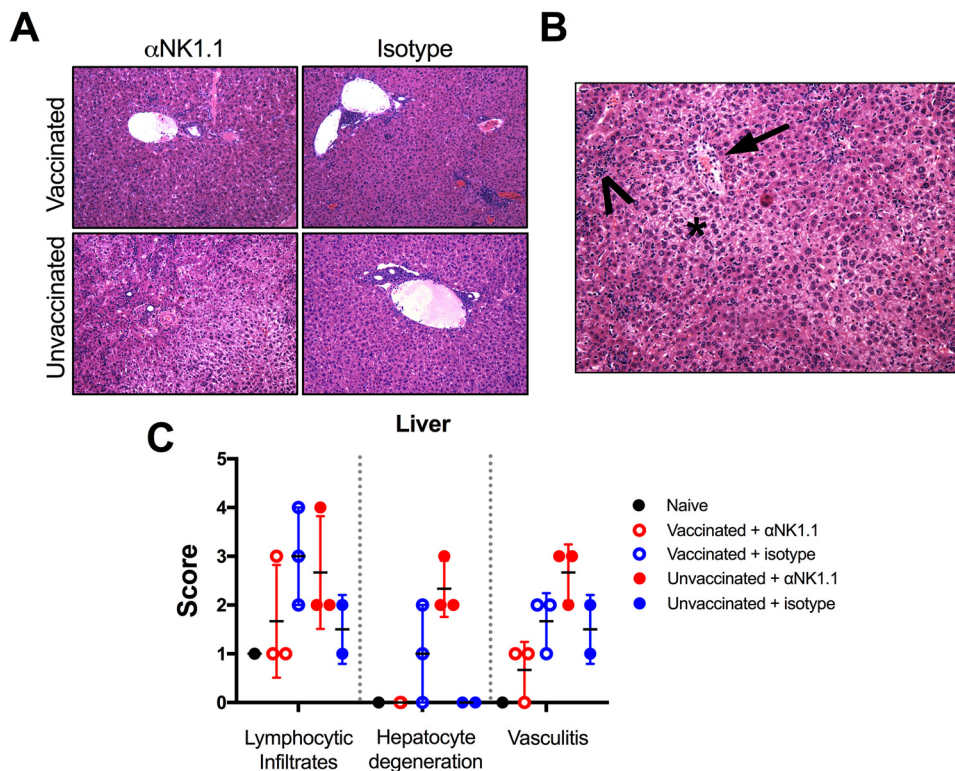 A
αNK1.1
Isotype
Vaccinated
Unvaccinated
B
*
C
Liver
Score
5
4
3
2
1
0
Lymphocytic
Infiltrates
Hepatocyte
degeneration
Vasculitis
Naive
Vaccinated + αNK1.1
Vaccinated + isotype
Unvaccinated + αNK1.1
Unvaccinated + isotype